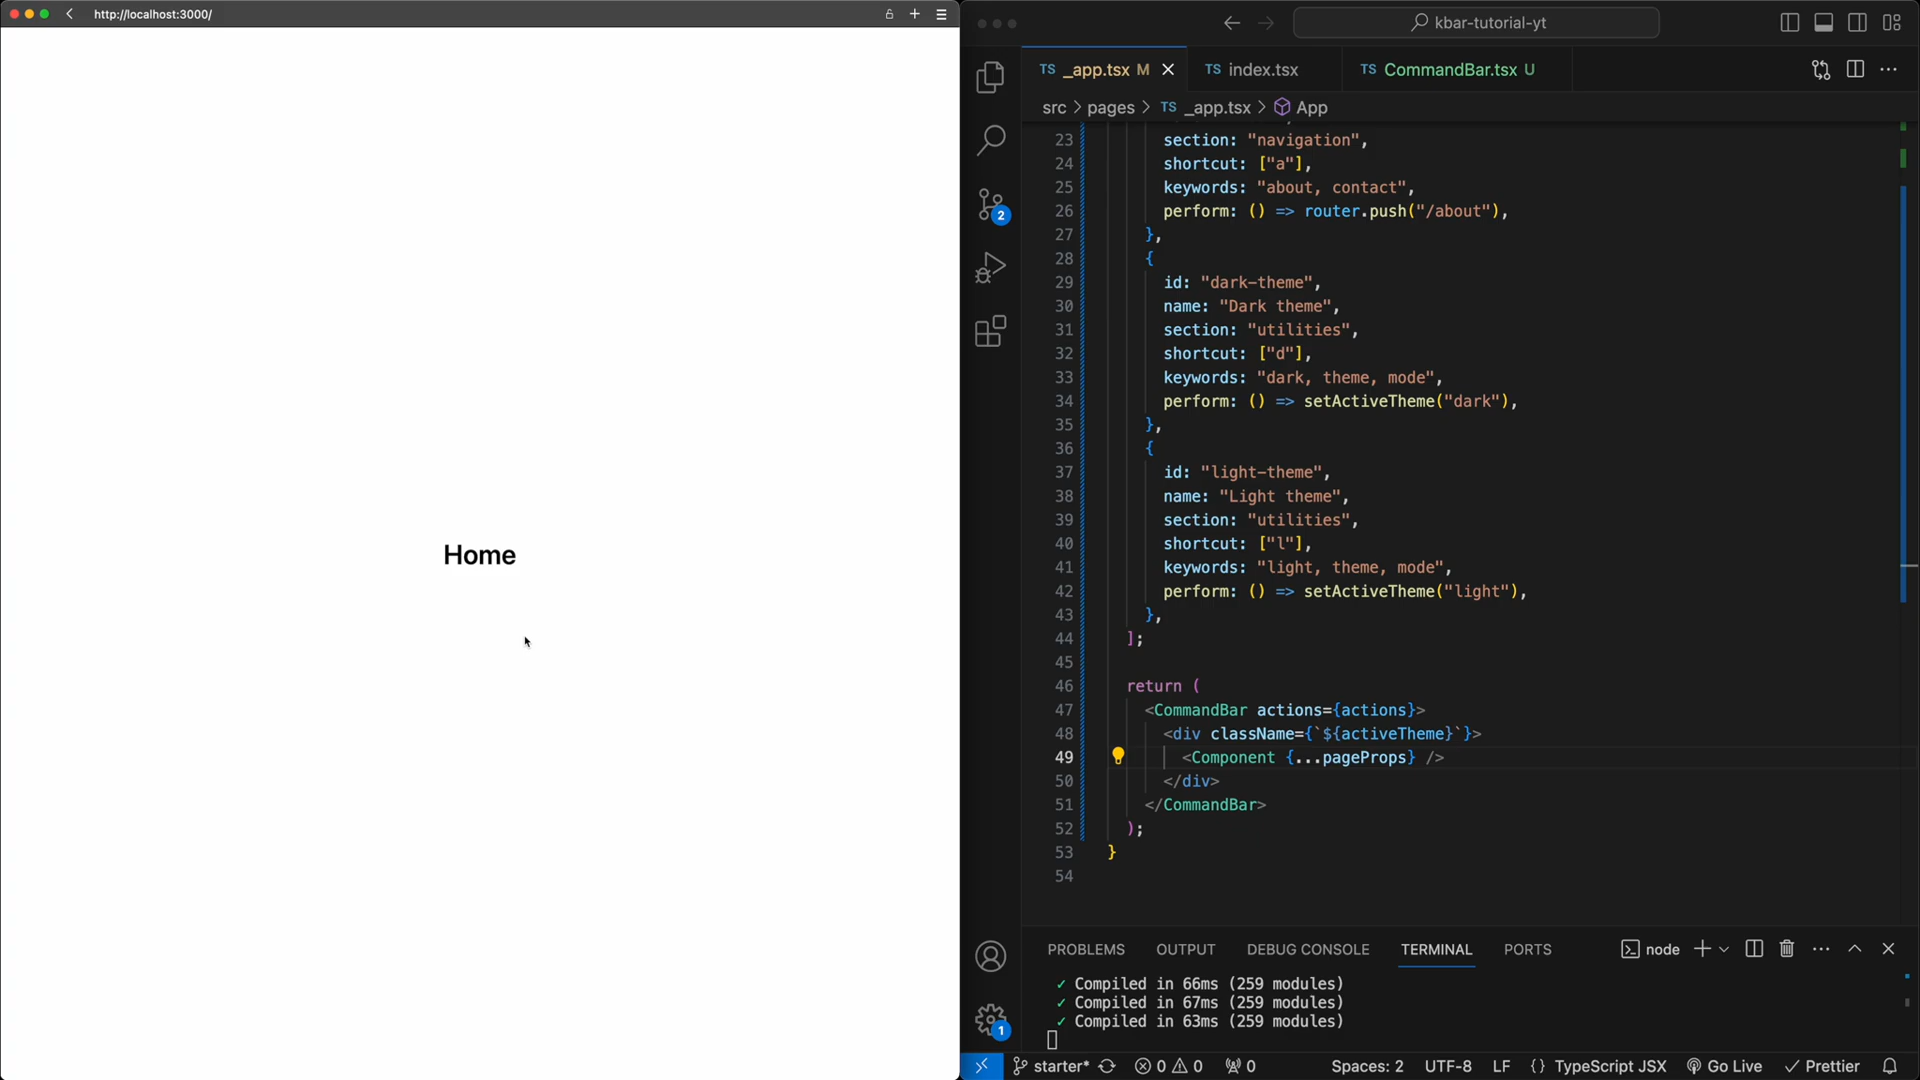 http://localhost:3000/
Home
kbar-tutorial-yt
TS _app.tsx M
TS index.tsx
TS CommandBar.tsx U
src > pages > TS _app.tsx > App
23 section: "navigation",
24 shortcut: ["a"],
25 keywords: "about, contact",
26 perform: () => router.push("/about"),
27 },
28 {
29 id: "dark-theme",
30 name: "Dark theme",
31 section: "utilities",
32 shortcut: ["d"],
33 keywords: "dark, theme, mode",
34 perform: () => setActiveTheme("dark"),
35 },
36 {
37 id: "light-theme",
38 name: "Light theme",
39 section: "utilities",
40 shortcut: ["l"],
41 keywords: "light, theme, mode",
42 perform: () => setActiveTheme("light"),
43 },
44 ];
45
46 return (
47 <CommandBar actions={actions}>
48 <div className={`${activeTheme}`}>
49 <Component {...pageProps} />
50 </div>
51 </CommandBar>
52 );
53 }
54
2
1
PROBLEMS OUTPUT DEBUG CONSOLE TERMINAL PORTS node
✓ Compiled in 66ms (259 modules)
✓ Compiled in 67ms (259 modules)
✓ Compiled in 63ms (259 modules)
starter* 0 0 0 Spaces: 2 UTF-8 LF {} TypeScript JSX Go Live Prettier